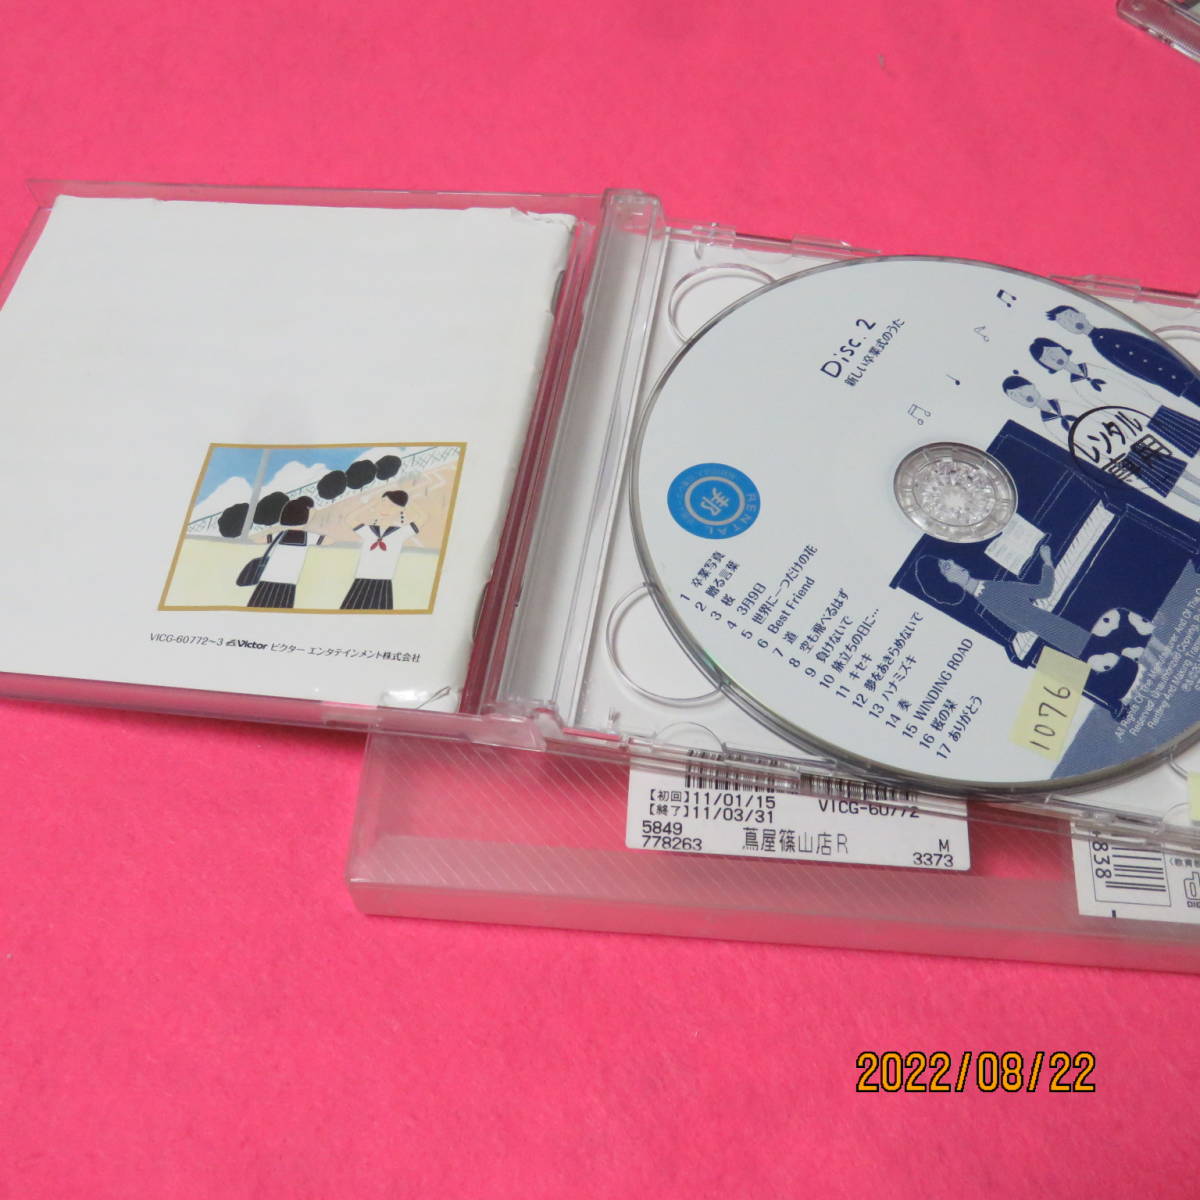 Disc.2
新しい卒業式のうた
レンタル
用
RENTAL
邦
1 卒業写真
2 贈る言葉
3 桜
4 3月9日
5 世界に一つだけの花
6 Best Friend
7 道
8 空も飛べるはず
9 負けないで
10 旅立ちの日に…
11 キセキ
12 夢をあきらめないで
13 ハナミズキ
14 奏
15 WINDING ROAD
16 桜の栞
17 ありがとう
1076
VICG-60772~3 Victor ビクター エンタテインメント株式会社
【初回】11/01/15 VICG-60772
【終了】11/03/31
5849
778263 蔦屋篠山店R M
3373
838
2022/08/22